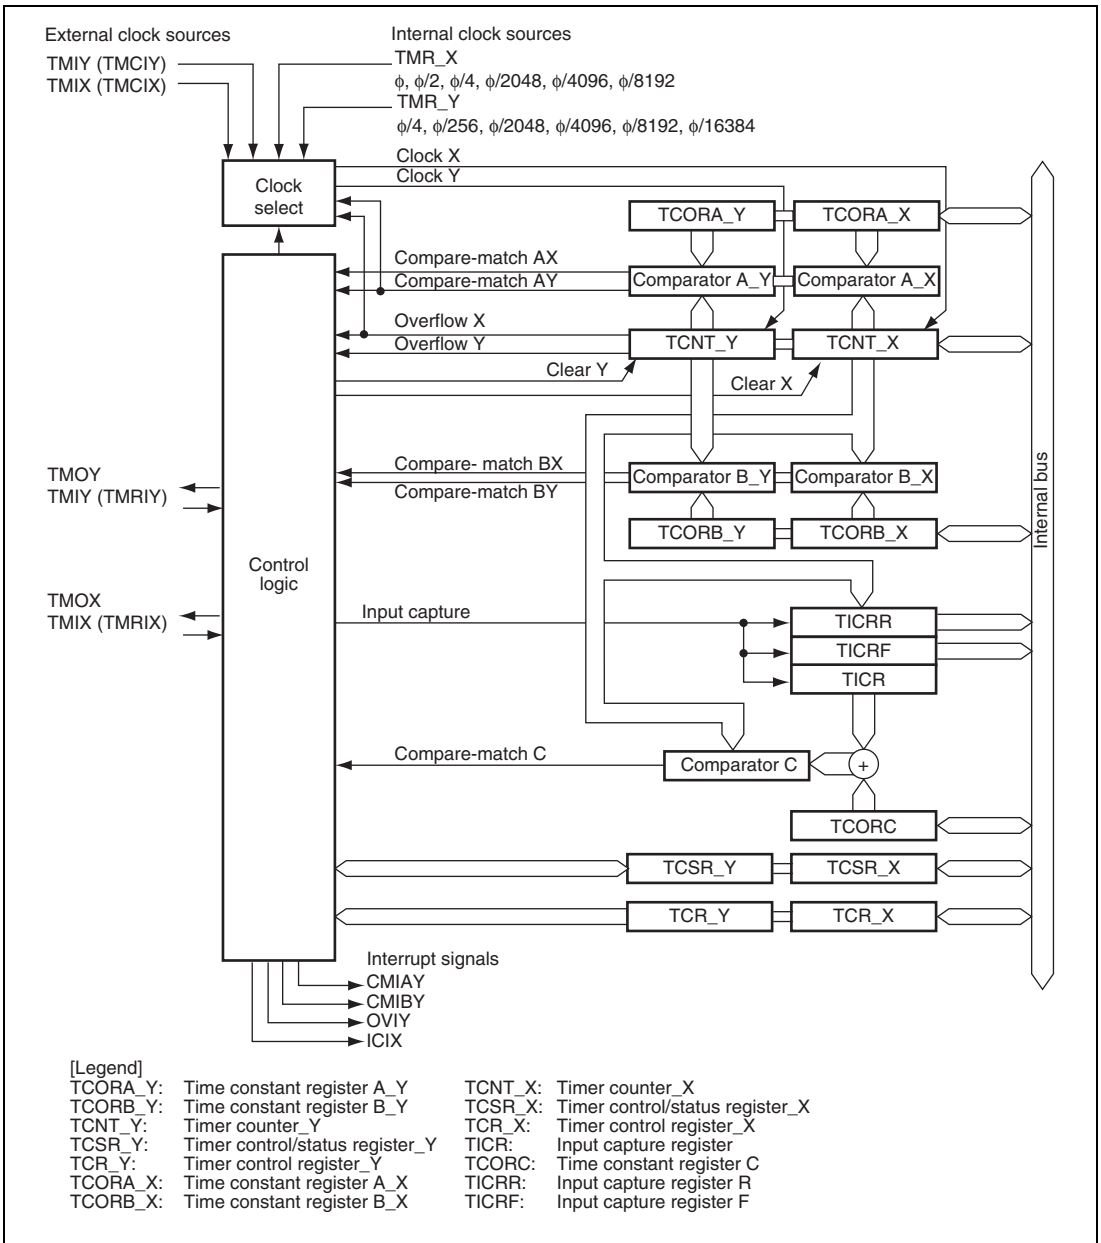 External clock sources
Internal clock sources
TMIY (TMCIY)
TMIX (TMCIX)
TMR_X
ϕ, ϕ/2, ϕ/4, ϕ/2048, ϕ/4096, ϕ/8192
TMR_Y
ϕ/4, ϕ/256, ϕ/2048, ϕ/4096, ϕ/8192, ϕ/16384
Clock X
Clock Y
Clock
select
TCORA_Y
TCORA_X
Compare-match AX
Compare-match AY
Comparator A_Y
Comparator A_X
Overflow X
Overflow Y
TCNT_Y
TCNT_X
Clear Y
Clear X
Compare- match BX
Compare-match BY
Comparator B_Y
Comparator B_X
TCORB_Y
TCORB_X
Internal bus
TMOY
TMIY (TMRIY)
Control
logic
TMOX
TMIX (TMRIX)
Input capture
TICRR
TICRF
TICR
Compare-match C
Comparator C
+
TCORC
TCSR_Y
TCSR_X
TCR_Y
TCR_X
Interrupt signals
CMIAY
CMIBY
OVIY
ICIX
[Legend]
TCORA_Y: Time constant register A_Y
TCORB_Y: Time constant register B_Y
TCNT_Y: Timer counter_Y
TCSR_Y: Timer control/status register_Y
TCR_Y: Timer control register_Y
TCORA_X: Time constant register A_X
TCORB_X: Time constant register B_X
TCNT_X: Timer counter_X
TCSR_X: Timer control/status register_X
TCR_X: Timer control register_X
TICR: Input capture register
TCORC: Time constant register C
TICRR: Input capture register R
TICRF: Input capture register F